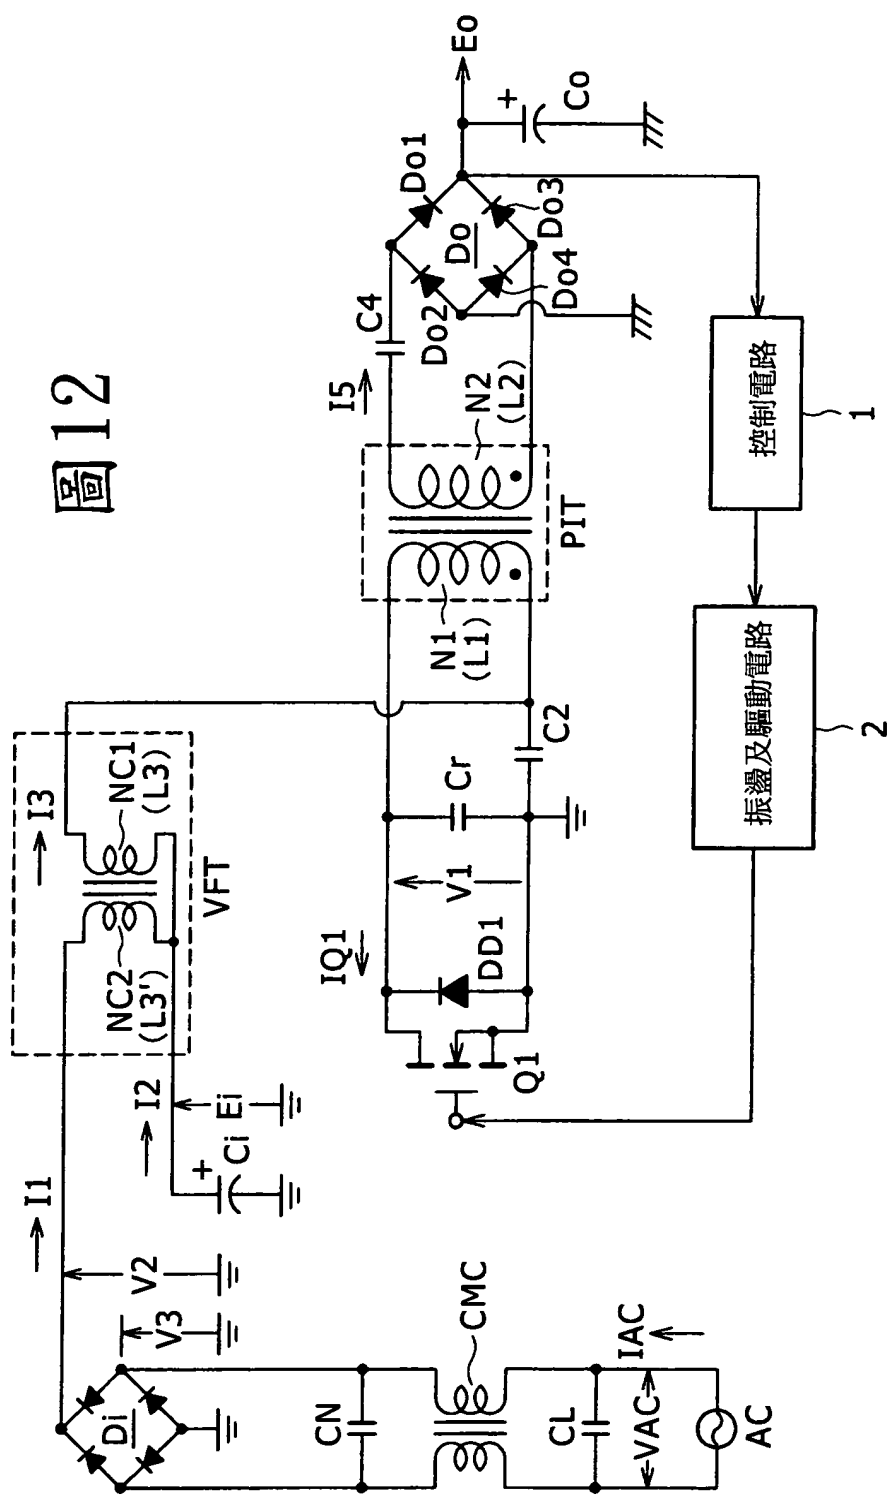 圖12
I1
I2
I3
NC2
(L3')
NC1
(L3)
VFT
V2
V3
Ei
+
Ci
Di
CN
CMC
CL
VAC
IAC
AC
IQ1
V1
DD1
Q1
Cr
C2
N1
(L1)
N2
(L2)
PIT
I5
C4
Do1
Do2
Do
Do3
Do4
Eo
+
Co
控制電路
1
振盪及驅動電路
2